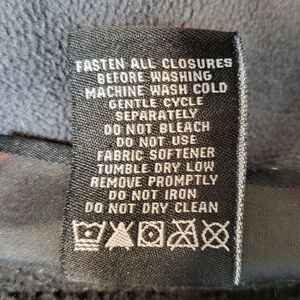 FASTEN ALL CLOSURES
BEFORE WASHING
MACHINE WASH COLD
GENTLE CYCLE
SEPARATELY
DO NOT BLEACH
DO NOT USE
FABRIC SOFTENER
TUMBLE DRY LOW
REMOVE PROMPTLY
DO NOT IRON
DO NOT DRY CLEAN